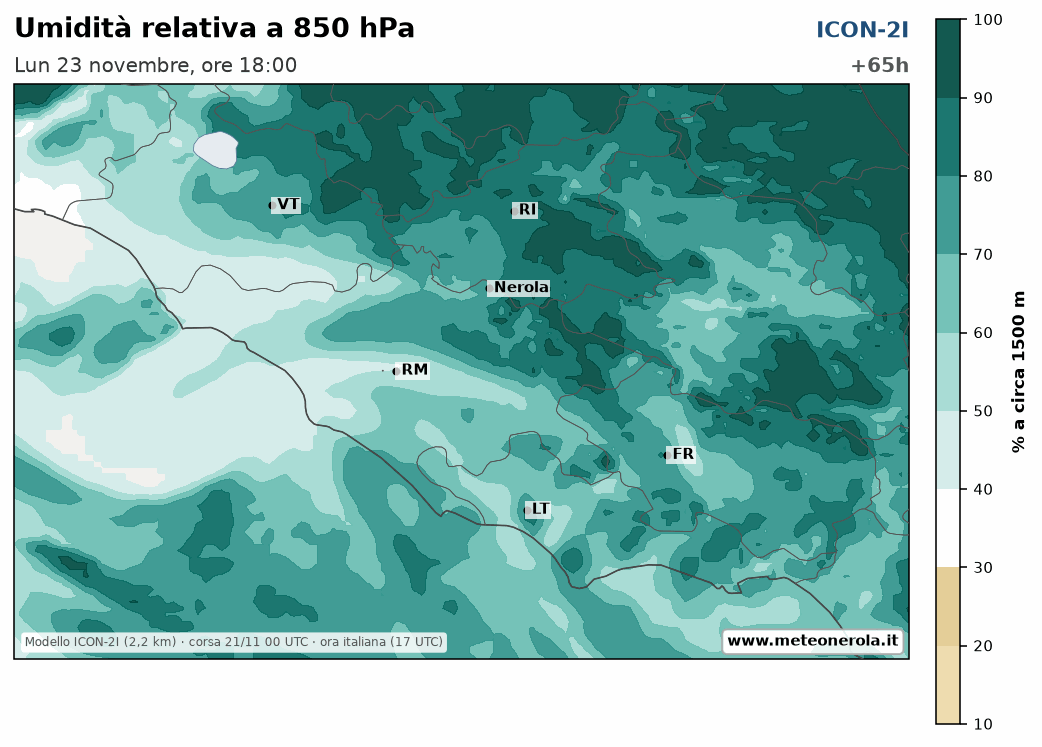 Umidità relativa a 850 hPa
ICON-2I
Lun 23 novembre, ore 18:00
+65h
VT
RI
Nerola
RM
FR
LT
Modello ICON-2I (2,2 km) · corsa 21/11 00 UTC · ora italiana (17 UTC)
www.meteonerola.it
100
90
80
70
60
50
40
30
20
10
% a circa 1500 m